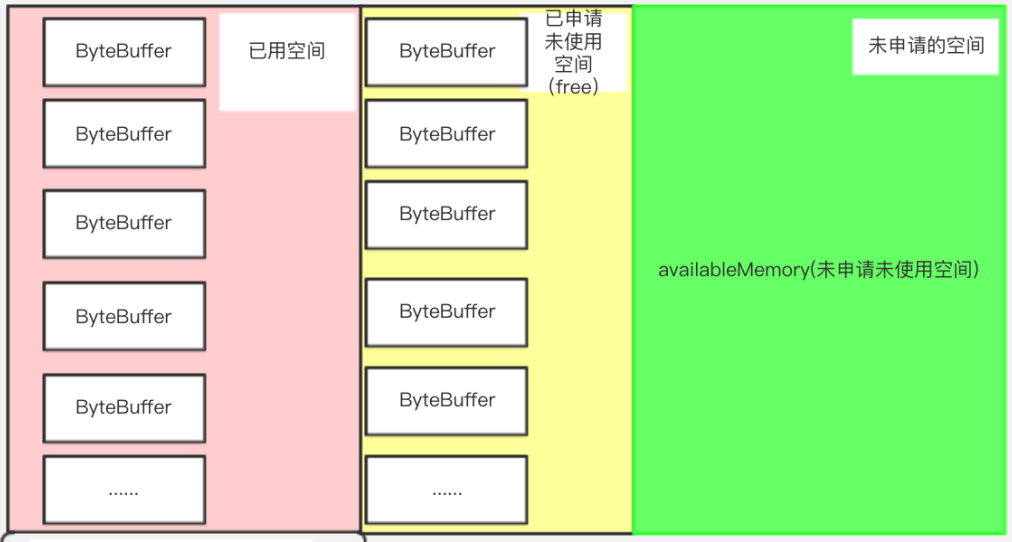 ByteBuffer
已用空间
ByteBuffer
ByteBuffer
ByteBuffer
ByteBuffer
......
ByteBuffer
已申请
未使用
空间
(free)
ByteBuffer
ByteBuffer
ByteBuffer
ByteBuffer
......
未申请的空间
availableMemory(未申请未使用空间)